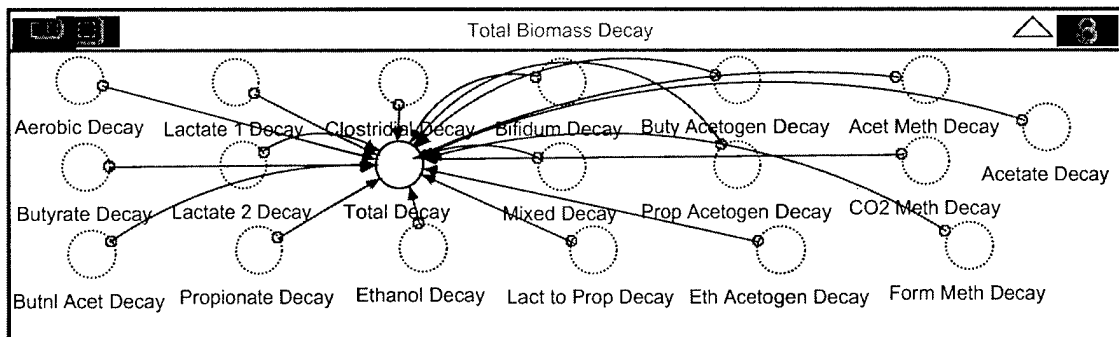 Total Biomass Decay
Aerobic Decay
Lactate 1 Decay
Clostridial Decay
Bifidum Decay
Buty Acetogen Decay
Acet Meth Decay
Acetate Decay
Butyrate Decay
Lactate 2 Decay
Total Decay
Mixed Decay
Prop Acetogen Decay
CO2 Meth Decay
Butnl Acet Decay
Propionate Decay
Ethanol Decay
Lact to Prop Decay
Eth Acetogen Decay
Form Meth Decay